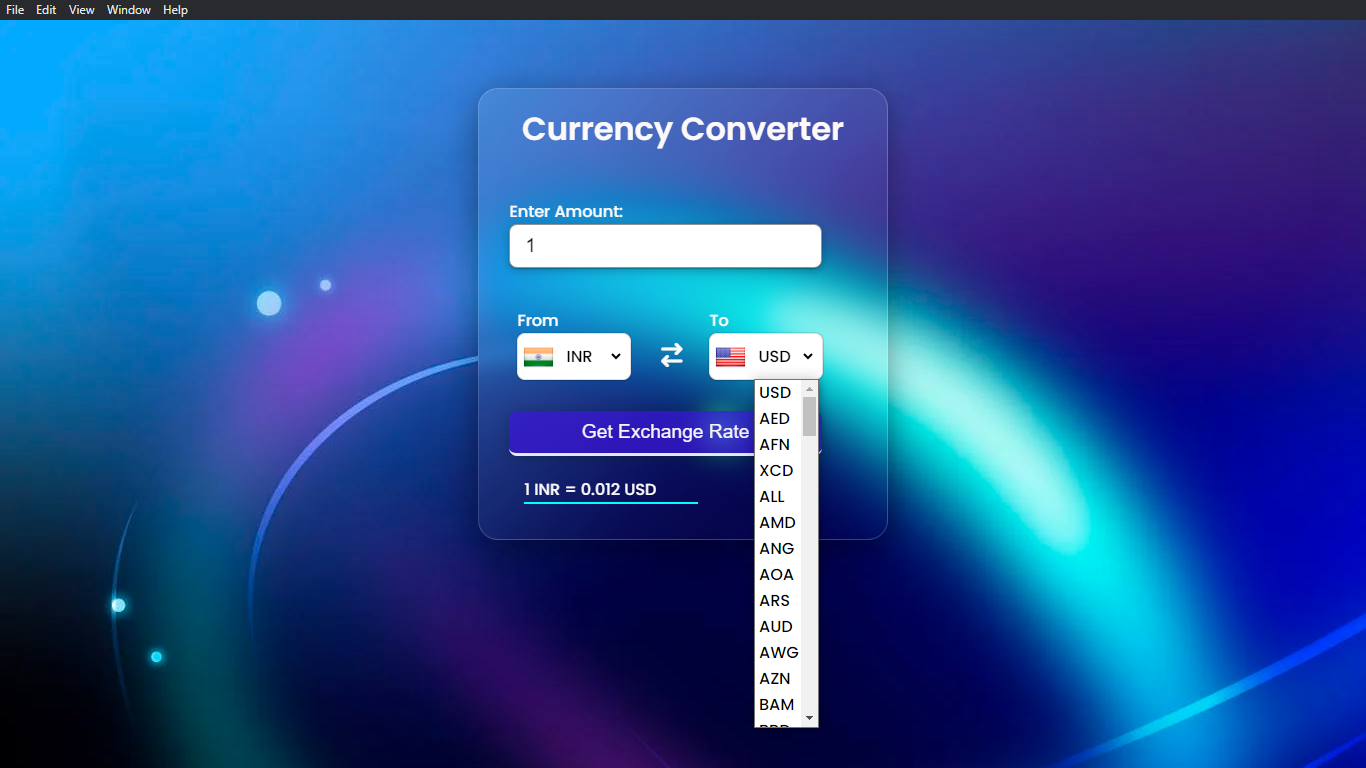 File Edit View Window Help
Currency Converter
Enter Amount:
1
From To
INR USD
Get Exchange Rate
1 INR = 0.012 USD
USD
AED
AFN
XCD
ALL
AMD
ANG
AOA
ARS
AUD
AWG
AZN
BAM